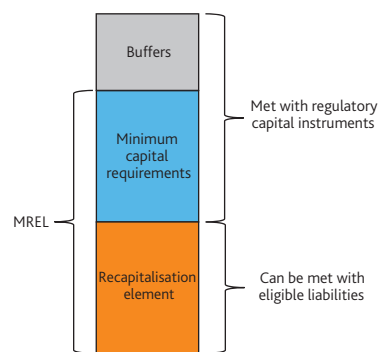 Buffers
Met with regulatory
capital instruments
Minimum
capital
requirements
MREL
Recapitalisation
element
Can be met with
eligible liabilities